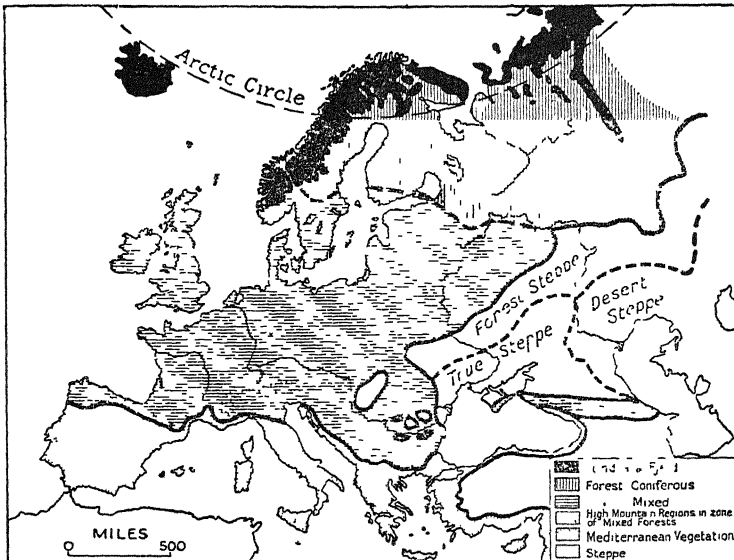 Arctic Circle
Forest Steppe
Desert
Steppe
True Steppe
Forest Coniferous
Mixed
High Mountain Regions in zone
of Mixed Forests
Mediterranean Vegetation
Steppe
MILES
0 500